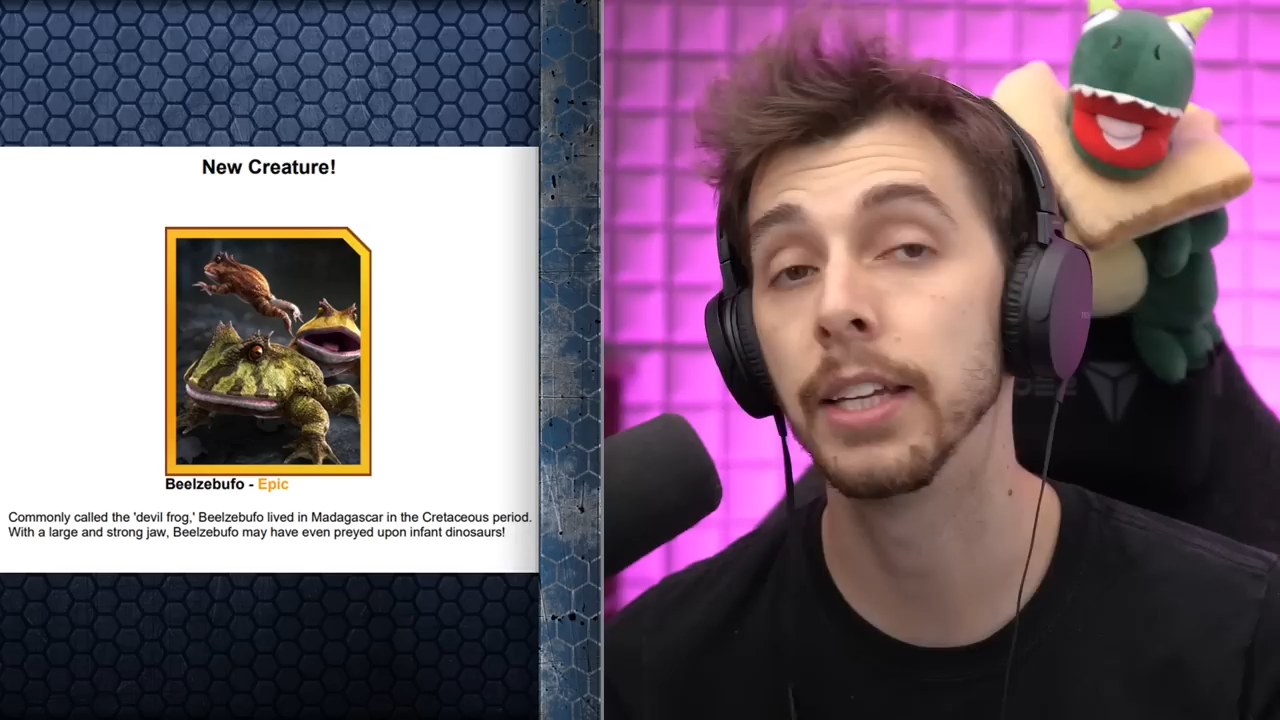 New Creature!
Beelzebufo - Epic
Commonly called the 'devil frog,' Beelzebufo lived in Madagascar in the Cretaceous period.
With a large and strong jaw, Beelzebufo may have even preyed upon infant dinosaurs!